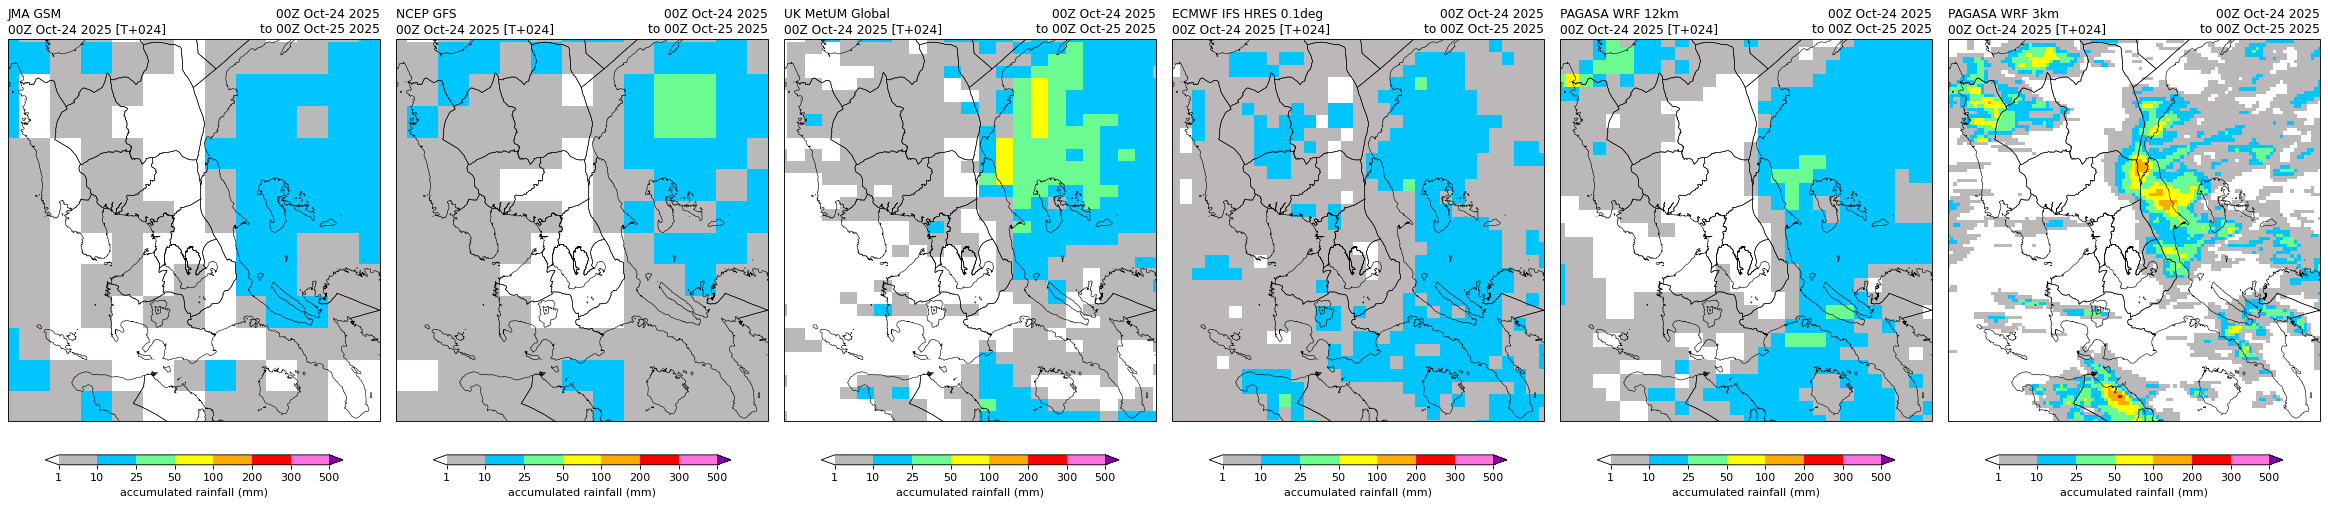 JMA GSM 00Z Oct-24 2025
00Z Oct-24 2025 [T+024] to 00Z Oct-25 2025
NCEP GFS 00Z Oct-24 2025
00Z Oct-24 2025 [T+024] to 00Z Oct-25 2025
UK MetUM Global 00Z Oct-24 2025
00Z Oct-24 2025 [T+024] to 00Z Oct-25 2025
ECMWF IFS HRES 0.1deg 00Z Oct-24 2025
00Z Oct-24 2025 [T+024] to 00Z Oct-25 2025
PAGASA WRF 12km 00Z Oct-24 2025
00Z Oct-24 2025 [T+024] to 00Z Oct-25 2025
PAGASA WRF 3km 00Z Oct-24 2025
00Z Oct-24 2025 [T+024] to 00Z Oct-25 2025
1 10 25 50 100 200 300 500
accumulated rainfall (mm)
1 10 25 50 100 200 300 500
accumulated rainfall (mm)
1 10 25 50 100 200 300 500
accumulated rainfall (mm)
1 10 25 50 100 200 300 500
accumulated rainfall (mm)
1 10 25 50 100 200 300 500
accumulated rainfall (mm)
1 10 25 50 100 200 300 500
accumulated rainfall (mm)